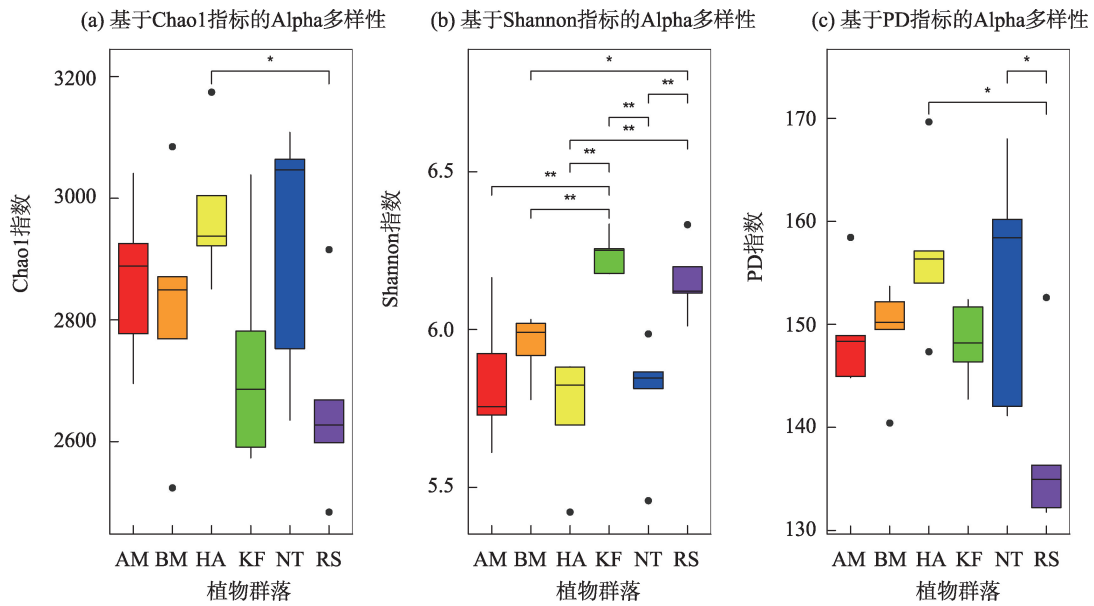 (a) 基于Chao1指标的Alpha多样性
Chao1指数
3200
3000
2800
2600
*
AM BM HA KF NT RS
植物群落
(b) 基于Shannon指标的Alpha多样性
Shannon指数
6.5
6.0
5.5
*
**
**
**
**
**
**
AM BM HA KF NT RS
植物群落
(c) 基于PD指标的Alpha多样性
PD指数
170
160
150
140
130
*
*
AM BM HA KF NT RS
植物群落